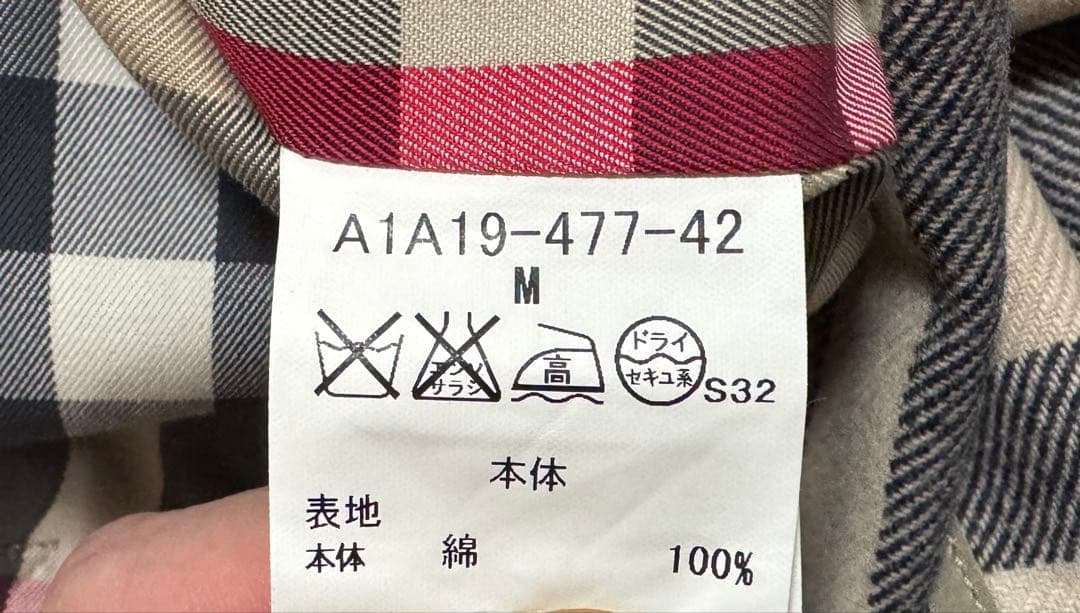 A1A19-477-42
M
エンソ
サラシ
高
ドライ
セキユ系
S32
本体
表地
本体 綿 100%